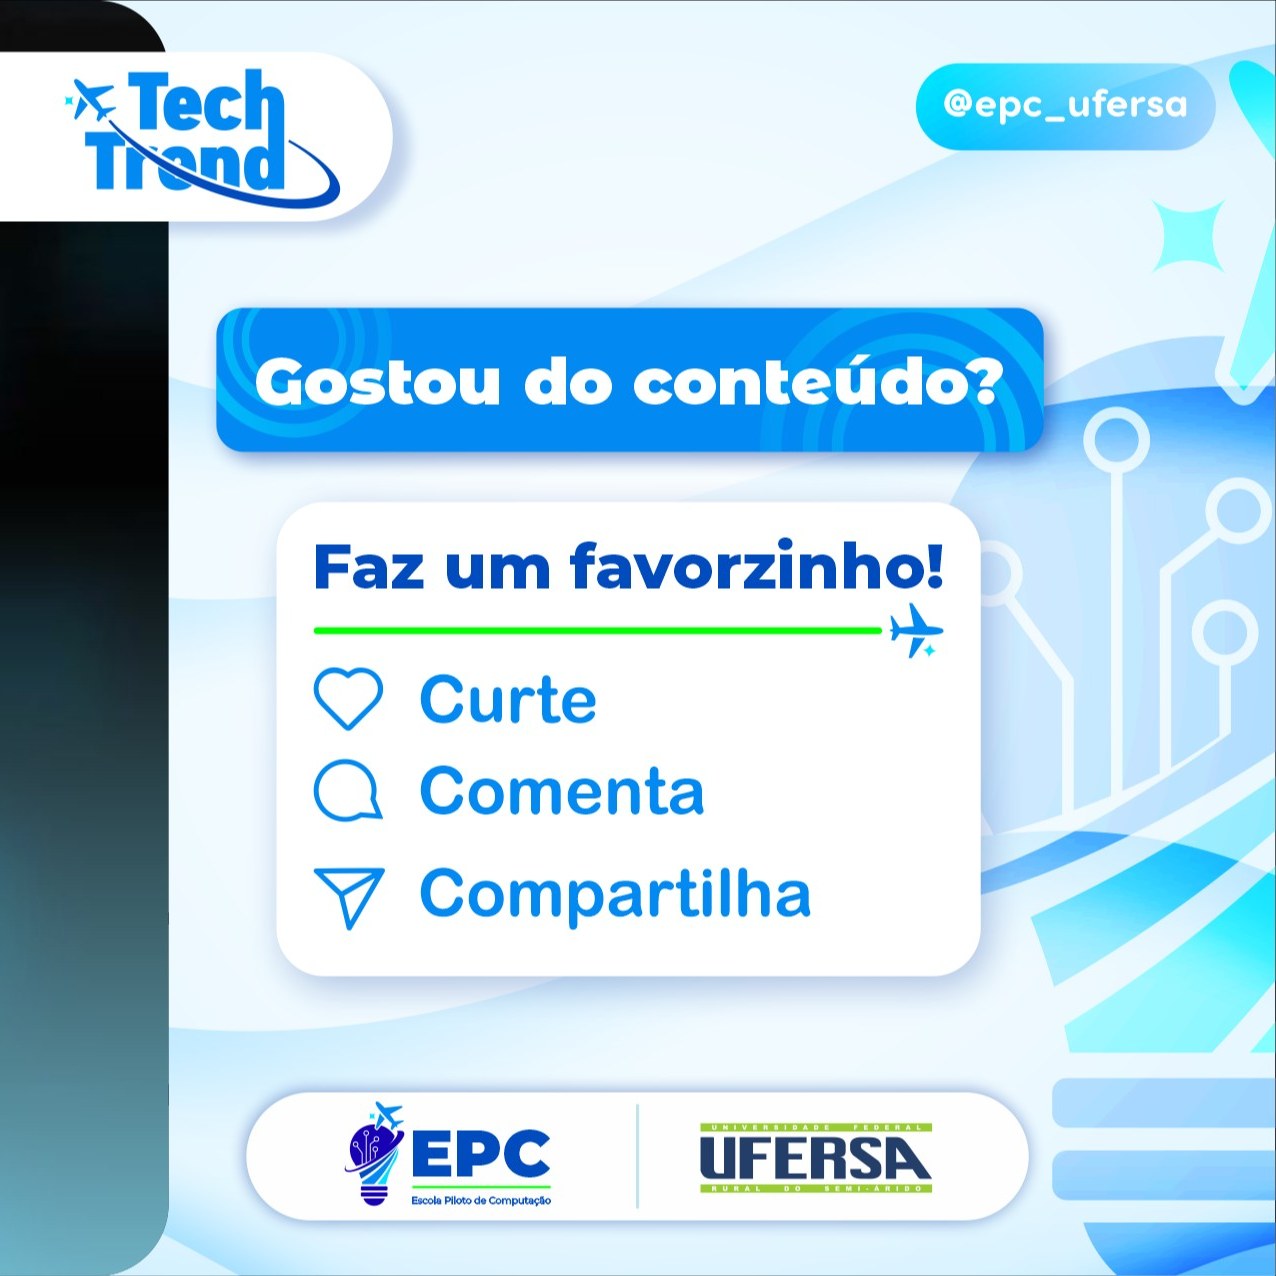 Tech
Trend
@epc_ufersa
Gostou do conteúdo?
Faz um favorzinho!
Curte
Comenta
Compartilha
EPC
Escola Piloto de Computação
UNIVERSIDADE FEDERAL
UFERSA
RURAL DO SEMI-ÁRIDO